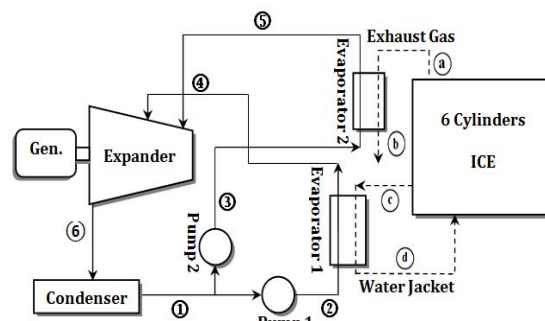 ⑤
Exhaust Gas
④
Evaporator 2
ⓐ
6 Cylinders
ICE
Gen.
Expander
ⓑ
③
Evaporator 1
ⓒ
⑥
Pump 2
ⓓ
Condenser
①
②
Water Jacket